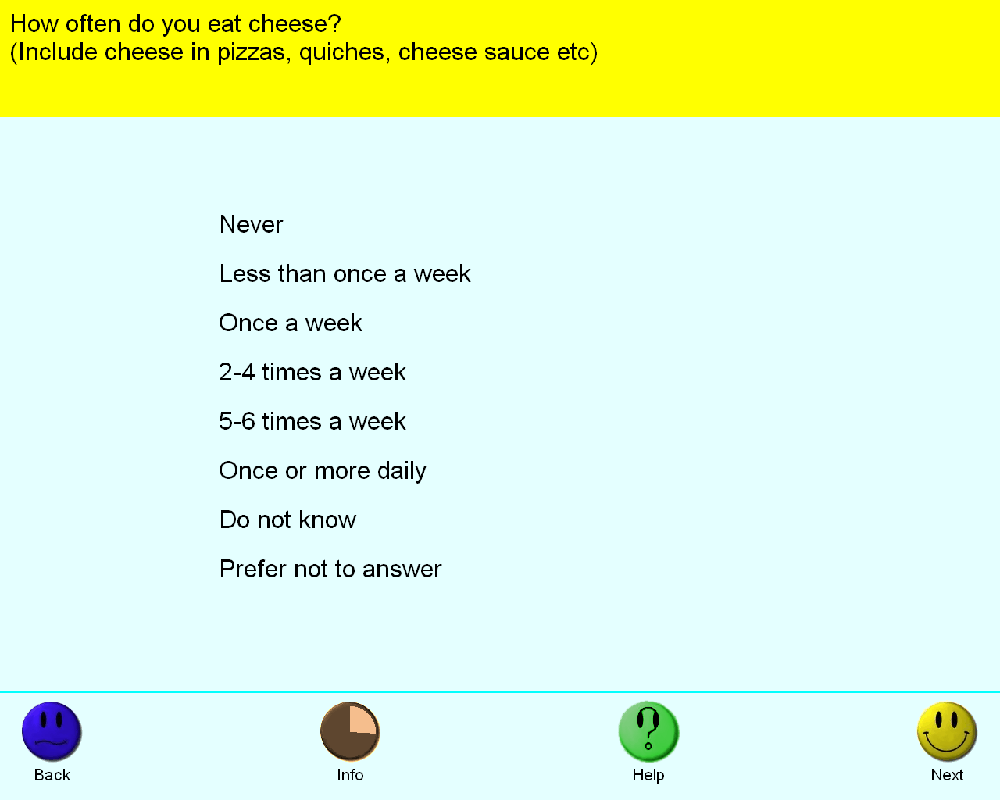 How often do you eat cheese?
(Include cheese in pizzas, quiches, cheese sauce etc)
Never
Less than once a week
Once a week
2-4 times a week
5-6 times a week
Once or more daily
Do not know
Prefer not to answer
Back
Info
Help
Next